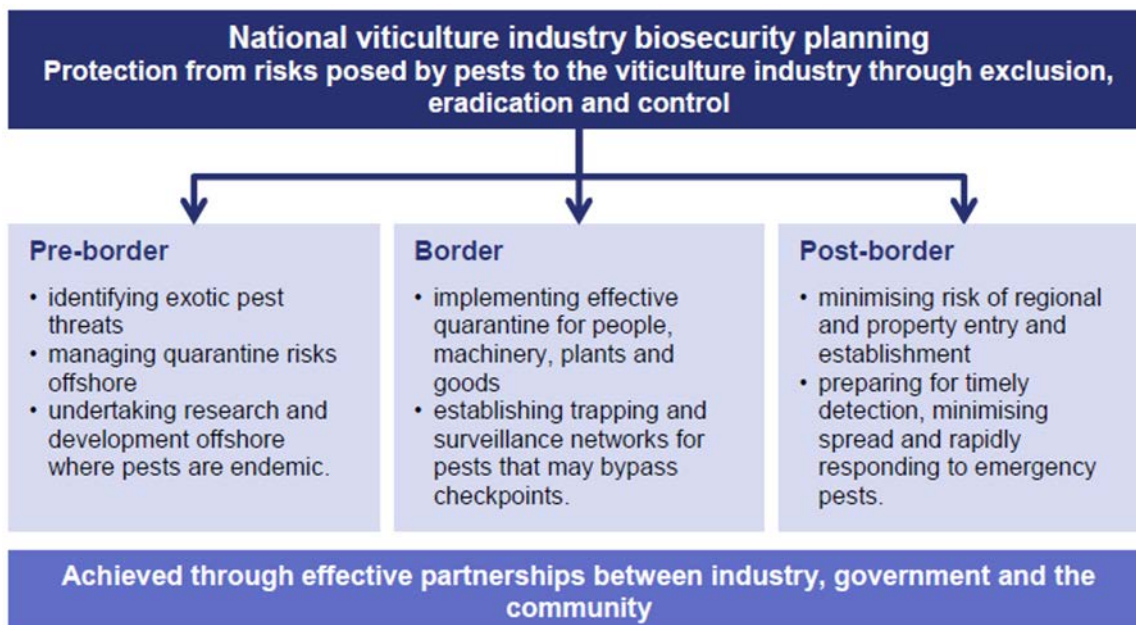 National viticulture industry biosecurity planning
Protection from risks posed by pests to the viticulture industry through exclusion,
eradication and control
Pre-border
• identifying exotic pest
threats
• managing quarantine risks
offshore
• undertaking research and
development offshore
where pests are endemic.
Border
• implementing effective
quarantine for people,
machinery, plants and
goods
• establishing trapping and
surveillance networks for
pests that may bypass
checkpoints.
Post-border
• minimising risk of regional
and property entry and
establishment
• preparing for timely
detection, minimising
spread and rapidly
responding to emergency
pests.
Achieved through effective partnerships between industry, government and the
community